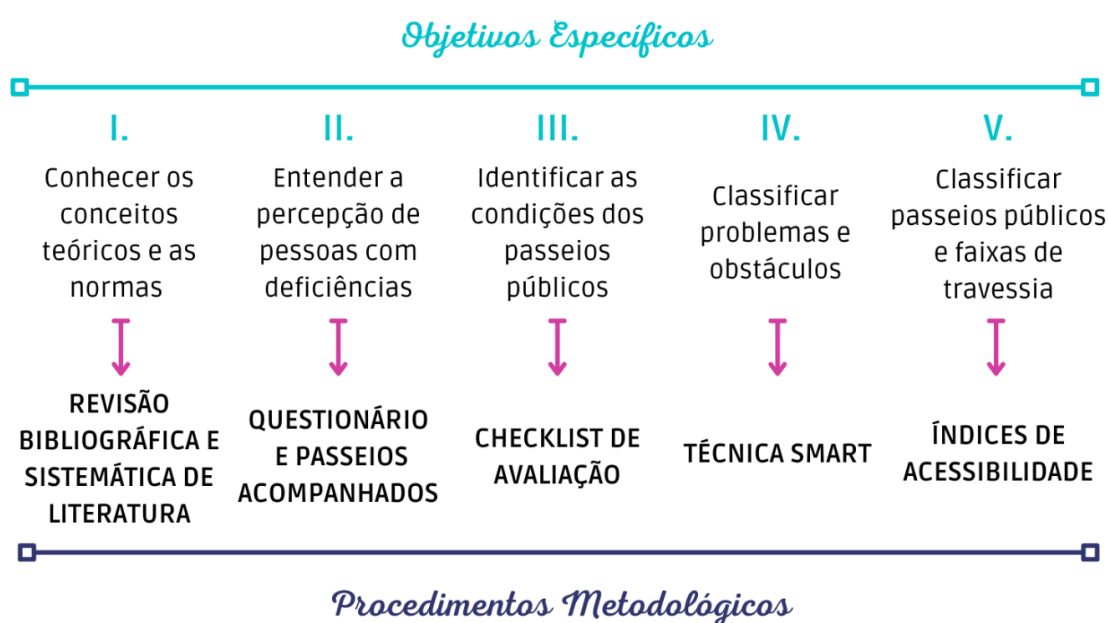 Objetivos Específicos
I.
Conhecer os
conceitos
teóricos e as
normas
REVISÃO
BIBLIOGRÁFICA E
SISTEMÁTICA DE
LITERATURA
II.
Entender a
percepção de
pessoas com
deficiências
QUESTIONÁRIO
E PASSEIOS
ACOMPANHADOS
III.
Identificar as
condições dos
passeios
públicos
CHECKLIST DE
AVALIAÇÃO
IV.
Classificar
problemas e
obstáculos
TÉCNICA SMART
V.
Classificar
passeios públicos
e faixas de
travessia
ÍNDICES DE
ACESSIBILIDADE
Procedimentos Metodológicos